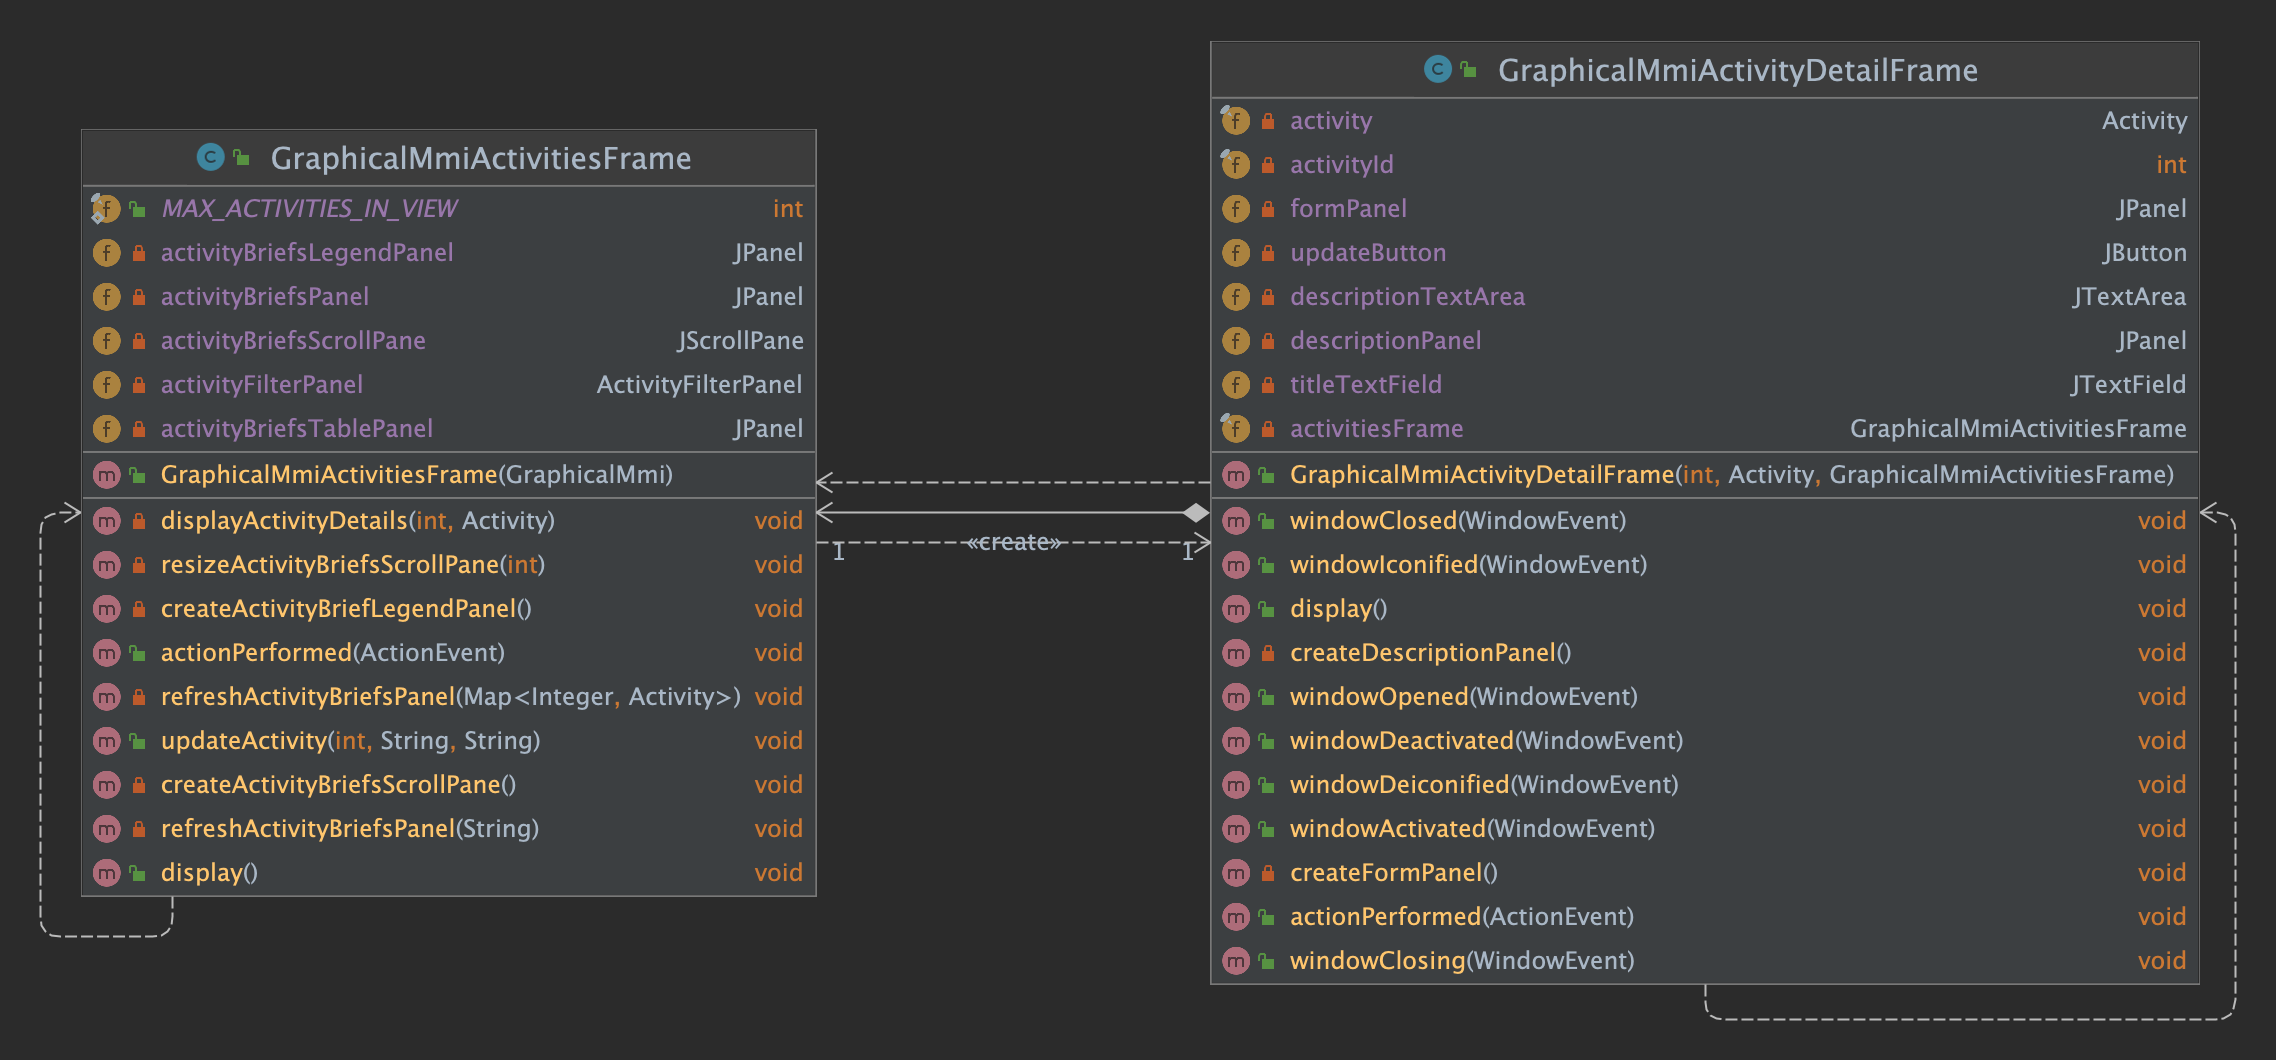 GraphicalMmiActivitiesFrame
MAX_ACTIVITIES_IN_VIEW int
activityBriefsLegendPanel JPanel
activityBriefsPanel JPanel
activityBriefsScrollPane JScrollPane
activityFilterPanel ActivityFilterPanel
activityBriefsTablePanel JPanel
GraphicalMmiActivitiesFrame(GraphicalMmi)
displayActivityDetails(int, Activity) void
resizeActivityBriefsScrollPane(int) void
createActivityBriefLegendPanel() void
actionPerformed(ActionEvent) void
refreshActivityBriefsPanel(Map<Integer, Activity>) void
updateActivity(int, String, String) void
createActivityBriefsScrollPane() void
refreshActivityBriefsPanel(String) void
display() void
1 «create» 1
GraphicalMmiActivityDetailFrame
activity Activity
activityId int
formPanel JPanel
updateButton JButton
descriptionTextArea JTextArea
descriptionPanel JPanel
titleTextField JTextField
activitiesFrame GraphicalMmiActivitiesFrame
GraphicalMmiActivityDetailFrame(int, Activity, GraphicalMmiActivitiesFrame)
windowClosed(WindowEvent) void
windowIconified(WindowEvent) void
display() void
createDescriptionPanel() void
windowOpened(WindowEvent) void
windowDeactivated(WindowEvent) void
windowDeiconified(WindowEvent) void
windowActivated(WindowEvent) void
createFormPanel() void
actionPerformed(ActionEvent) void
windowClosing(WindowEvent) void